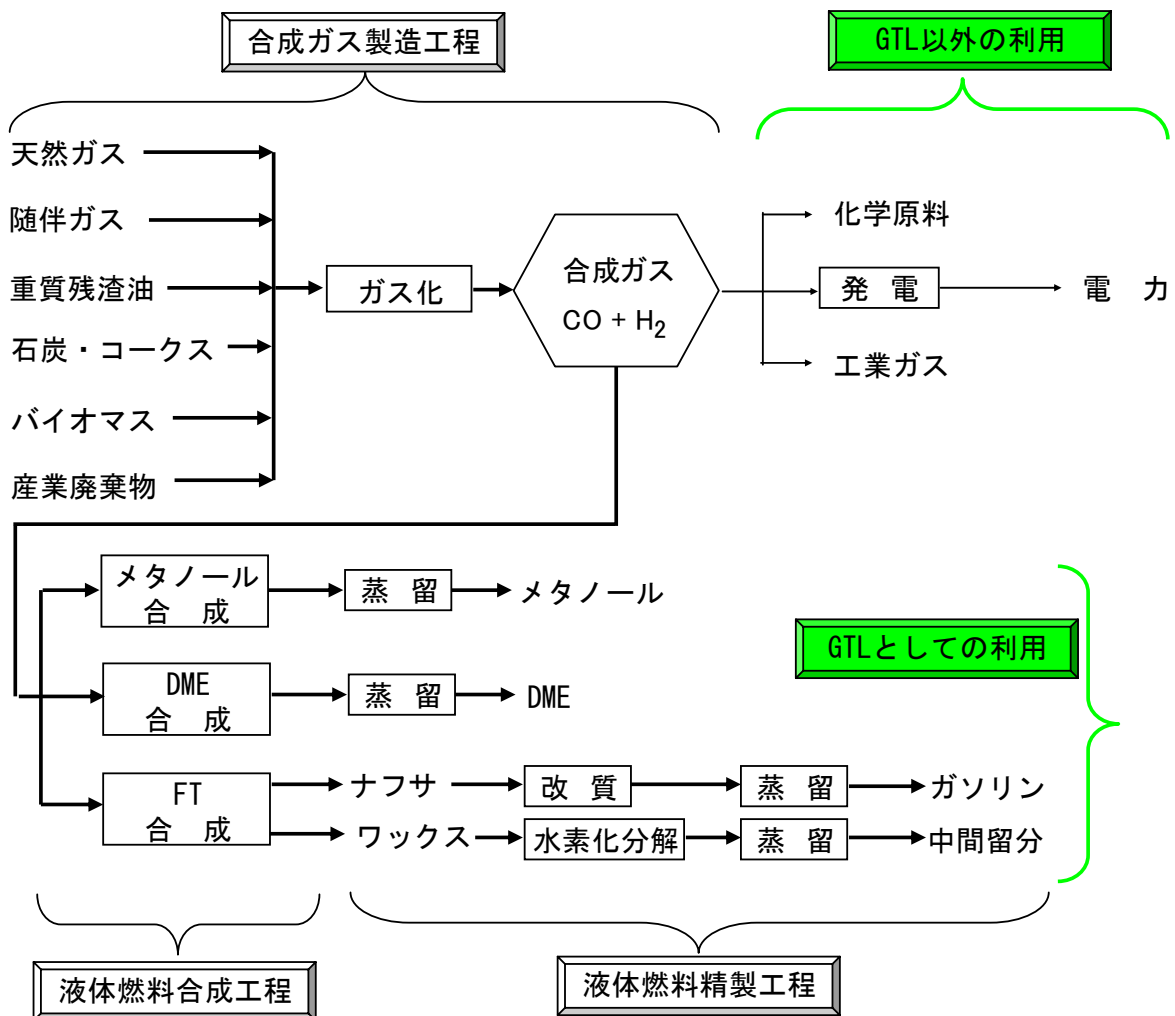 合成ガス製造工程
GTL以外の利用
天然ガス
随伴ガス
重質残渣油
石炭・コークス
バイオマス
産業廃棄物
ガス化
合成ガス
CO + H2
化学原料
発 電
電 力
工業ガス
メタノール
合 成
蒸 留
メタノール
GTLとしての利用
DME
合 成
蒸 留
DME
FT
合 成
ナフサ
改 質
蒸 留
ガソリン
ワックス
水素化分解
蒸 留
中間留分
液体燃料合成工程
液体燃料精製工程